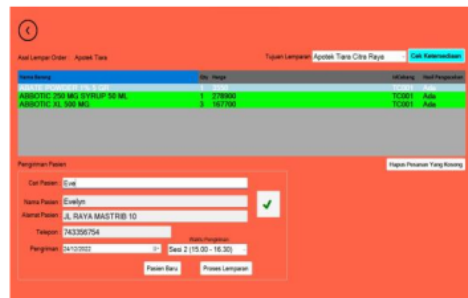 Asal Lempar Order : Apotek Tiara
Tujuan Lemparan Apotek Tiara Citra Raya Cek Ketersediaan
Nama Barang Qty Harga IdCabang Hasil Pengecekan
ABBOTIC 250 MG SYRUP 50 ML 1 278900 TC001 Ada
ABBOTIC XL 500 MG 3 167700 TC001 Ada
Pengiriman Pasien
Hapus Pesanan Yang Kosong
Cari Pasien : Eve
Nama Pasien : Evelyn
Alamat Pasien : JL RAYA MASTRIB 10
Telepon : 743356754
Waktu Pengiriman
Pengiriman : 24/12/2022 Sesi 2 (15.00 - 16.30)
Pasien Baru Proses Lemparan